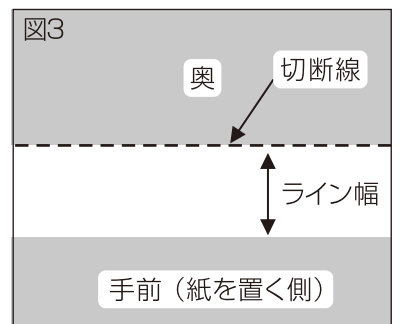 図3
奥
切断線
ライン幅
手前（紙を置く側）